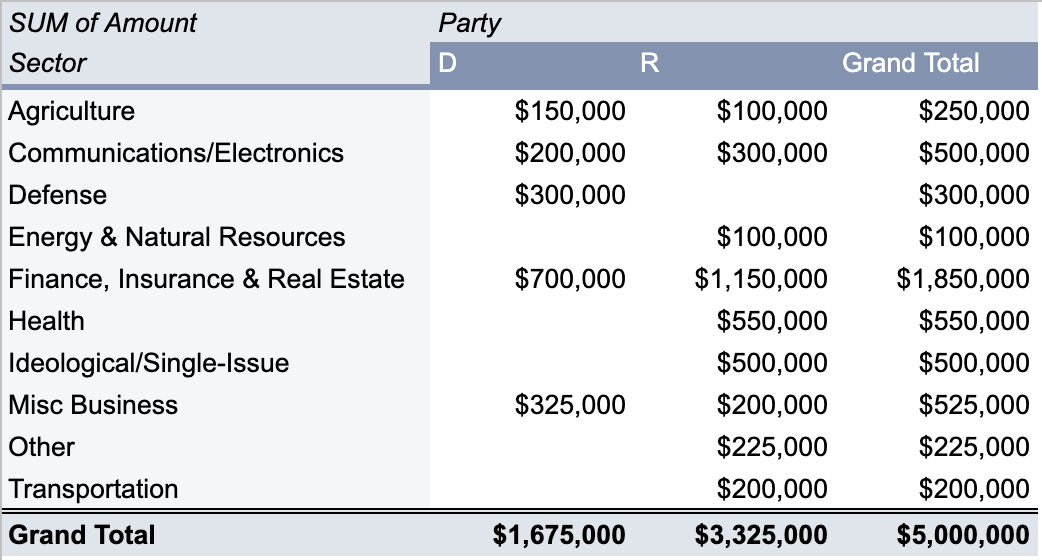 SUM of Amount Party
Sector D R Grand Total
Agriculture $150,000 $100,000 $250,000
Communications/Electronics $200,000 $300,000 $500,000
Defense $300,000 $300,000
Energy & Natural Resources $100,000 $100,000
Finance, Insurance & Real Estate $700,000 $1,150,000 $1,850,000
Health $550,000 $550,000
Ideological/Single-Issue $500,000 $500,000
Misc Business $325,000 $200,000 $525,000
Other $225,000 $225,000
Transportation $200,000 $200,000
Grand Total $1,675,000 $3,325,000 $5,000,000